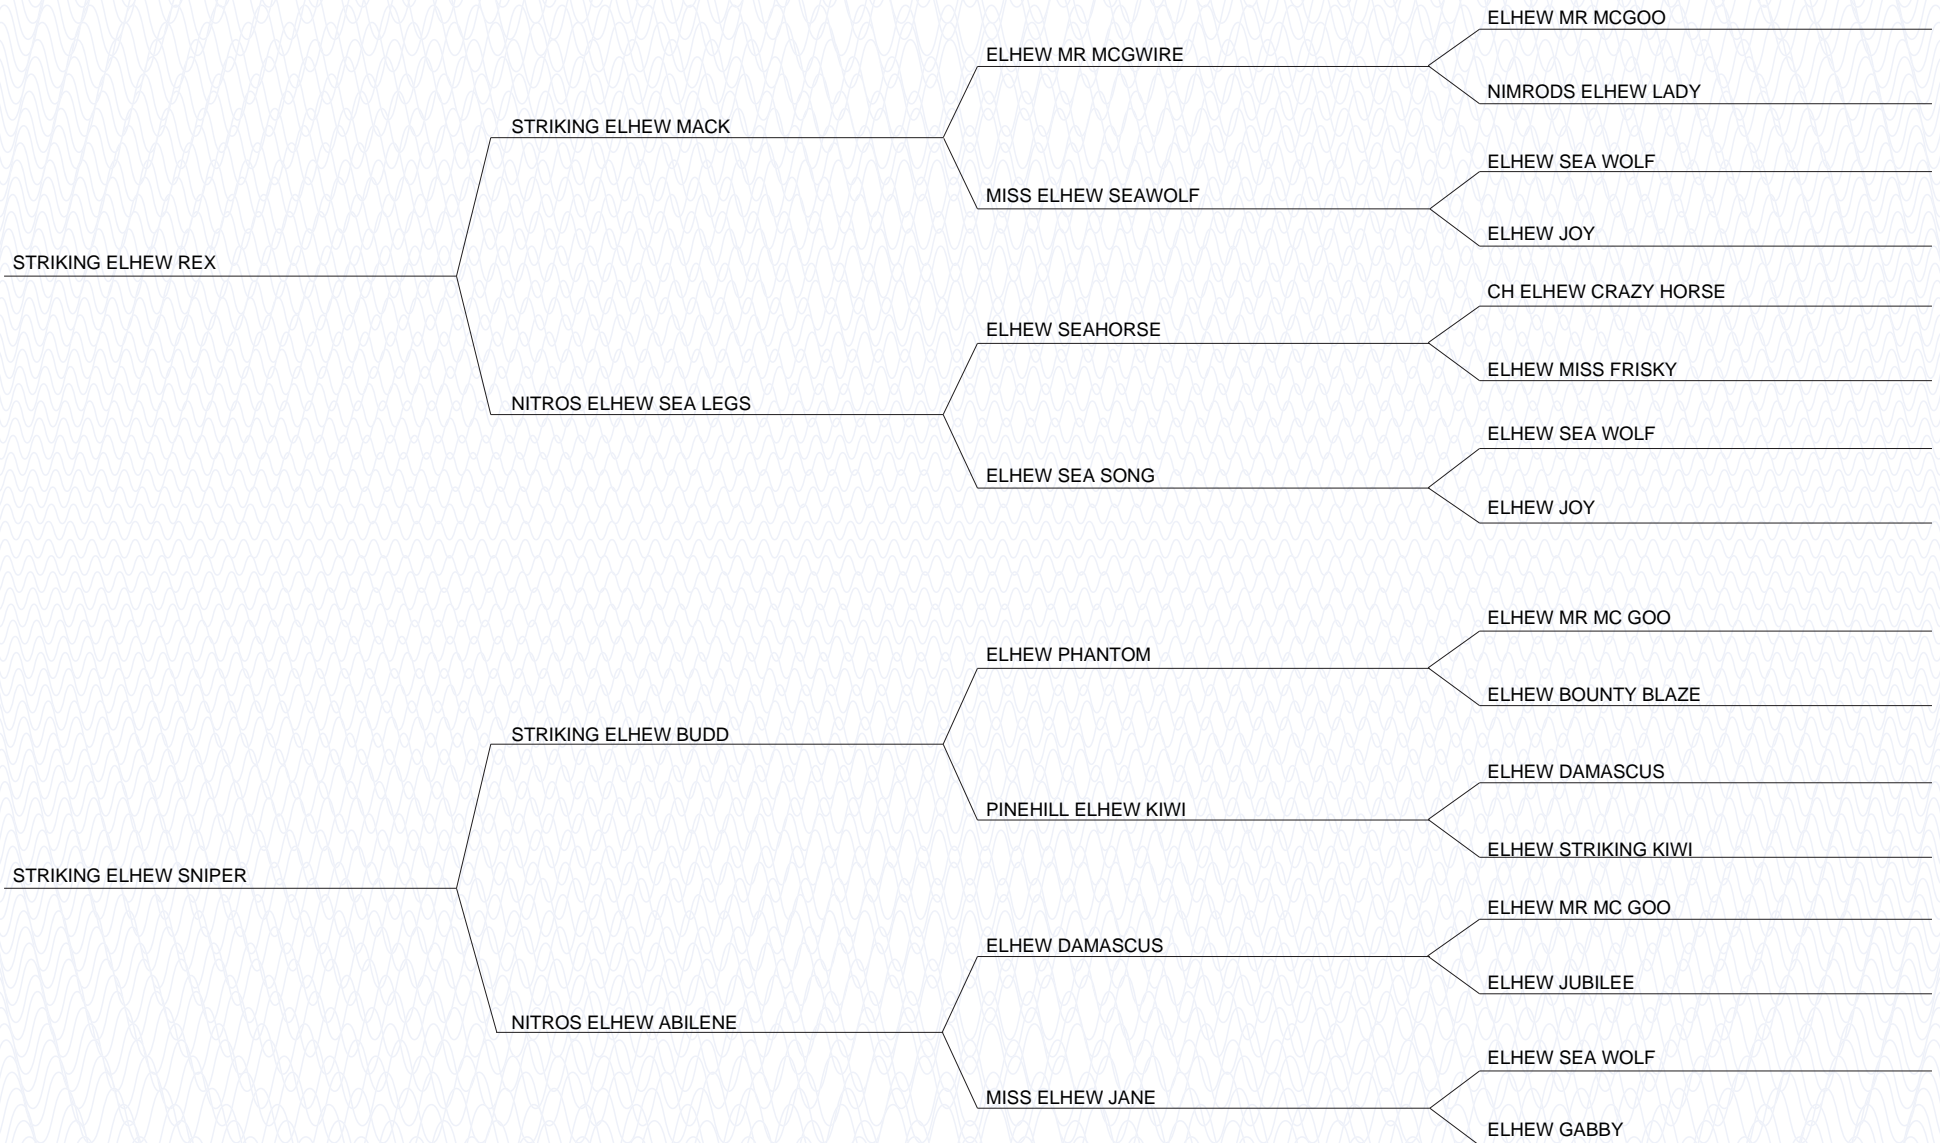 ELHEW MR MCGOO
ELHEW MR MCGWIRE
NIMRODS ELHEW LADY
STRIKING ELHEW MACK
ELHEW SEA WOLF
MISS ELHEW SEAWOLF
ELHEW JOY
STRIKING ELHEW REX
CH ELHEW CRAZY HORSE
ELHEW SEAHORSE
ELHEW MISS FRISKY
NITROS ELHEW SEA LEGS
ELHEW SEA WOLF
ELHEW SEA SONG
ELHEW JOY
ELHEW MR MC GOO
ELHEW PHANTOM
ELHEW BOUNTY BLAZE
STRIKING ELHEW BUDD
ELHEW DAMASCUS
PINEHILL ELHEW KIWI
ELHEW STRIKING KIWI
STRIKING ELHEW SNIPER
ELHEW MR MC GOO
ELHEW DAMASCUS
ELHEW JUBILEE
NITROS ELHEW ABILENE
ELHEW SEA WOLF
MISS ELHEW JANE
ELHEW GABBY